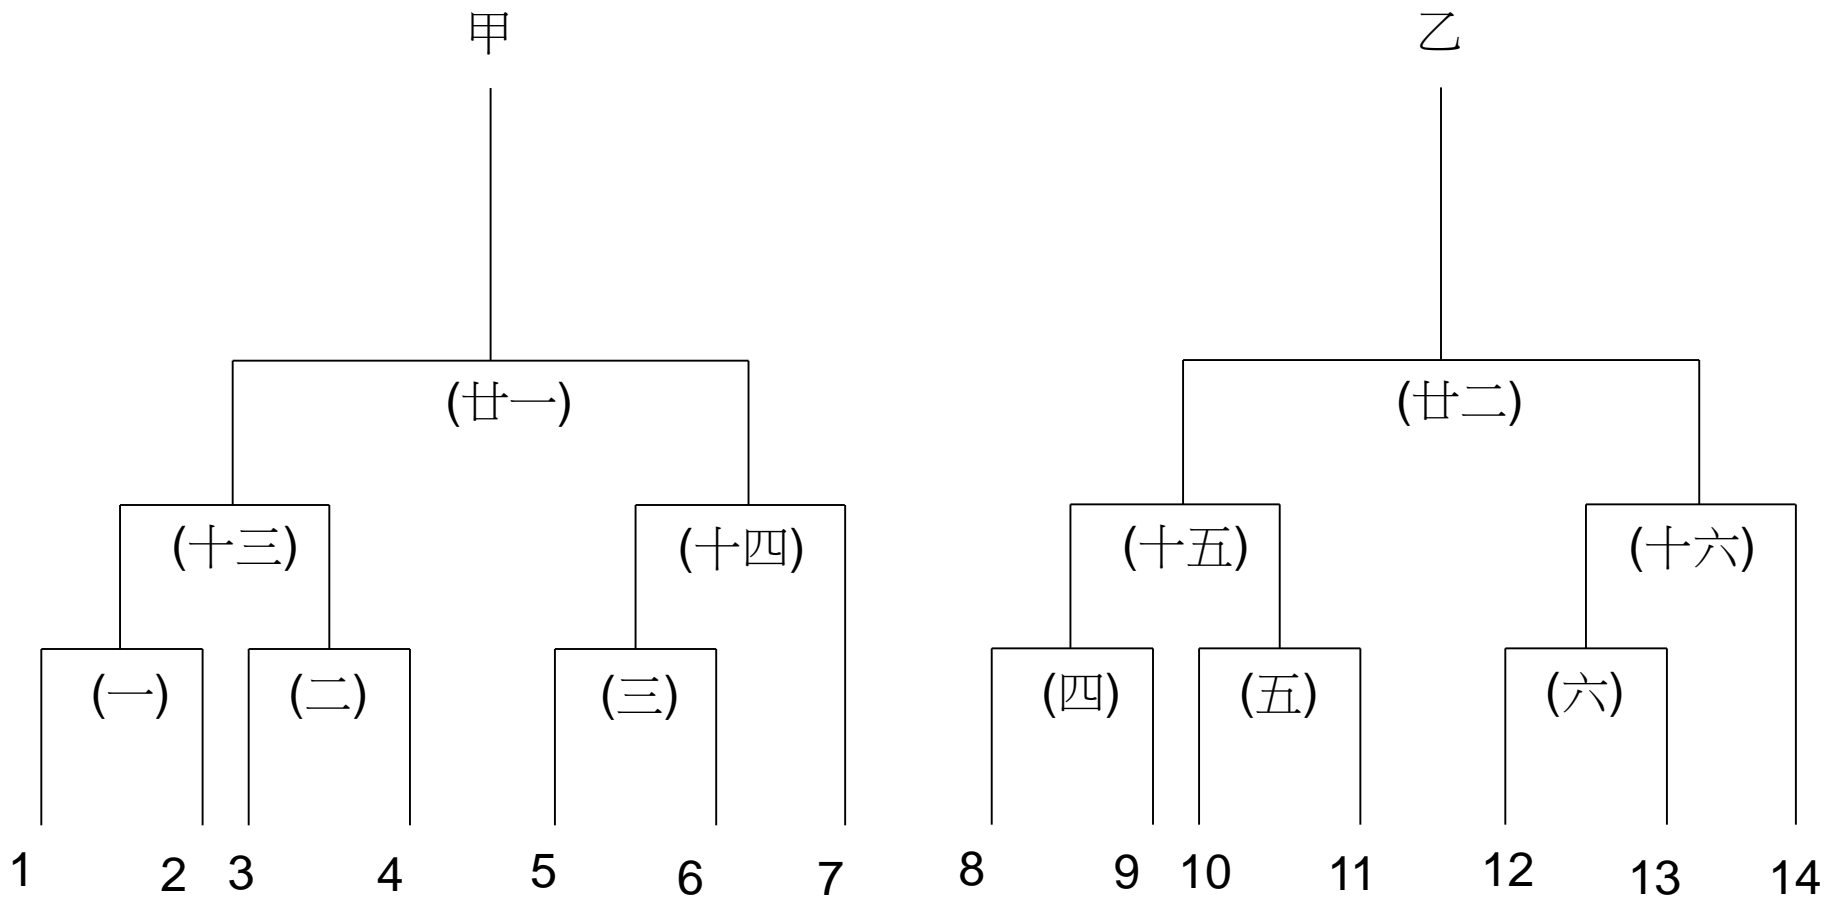 甲 乙
(廿一) (廿二)
(十三) (十四) (十五) (十六)
(一) (二) (三) (四) (五) (六)
1 2 3 4 5 6 7 8 9 10 11 12 13 14